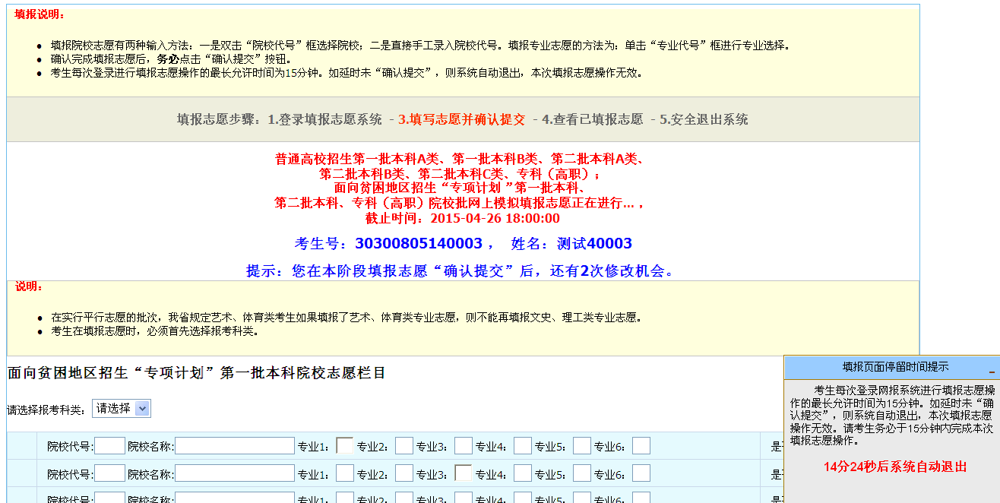 填报说明：
填报院校志愿有两种输入方法：一是双击“院校代号”框选择院校；二是直接手工录入院校代号。填报专业志愿的方法为：单击“专业代号”框进行专业选择。
确认完成填报志愿后，务必点击“确认提交”按钮。
考生每次登录进行填报志愿操作的最长允许时间为15分钟。如延时未“确认提交”，则系统自动退出，本次填报志愿操作无效。
填报志愿步骤：1.登录填报志愿系统 - 3.填写志愿并确认提交 - 4.查看已填报志愿 - 5.安全退出系统
普通高校招生第一批本科A类、第一批本科B类、第二批本科A类、
第二批本科B类、第二批本科C类、专科（高职）；
面向贫困地区招生“专项计划 ”第一批本科、
第二批本科、专科（高职）院校批网上模拟填报志愿正在进行... ，
截止时间：2015-04-26 18:00:00
考生号：30300805140003 ， 姓名：测试40003
提示：您在本阶段填报志愿“确认提交”后，还有2次修改机会。
说明：
在实行平行志愿的批次，我省规定艺术、体育类考生如果填报了艺术、体育类专业志愿，则不能再填报文史、理工类专业志愿。
考生在填报志愿时，必须首先选择报考科类。
面向贫困地区招生“专项计划”第一批本科院校志愿栏目
请选择报考科类： 请选择
院校代号: 院校名称: 专业1： 专业2： 专业3： 专业4： 专业5： 专业6： 是
院校代号: 院校名称: 专业1： 专业2： 专业3： 专业4： 专业5： 专业6： 是
院校代号: 院校名称: 专业1： 专业2： 专业3： 专业4： 专业5： 专业6： 是
填报页面停留时间提示
考生每次登录网报系统进行填报志愿操
作的最长允许时间为15分钟。如延时未“确
认提交”，则系统自动退出，本次填报志愿
操作无效。请考生务必于15分钟内完成本次
填报志愿操作。
14分24秒后系统自动退出